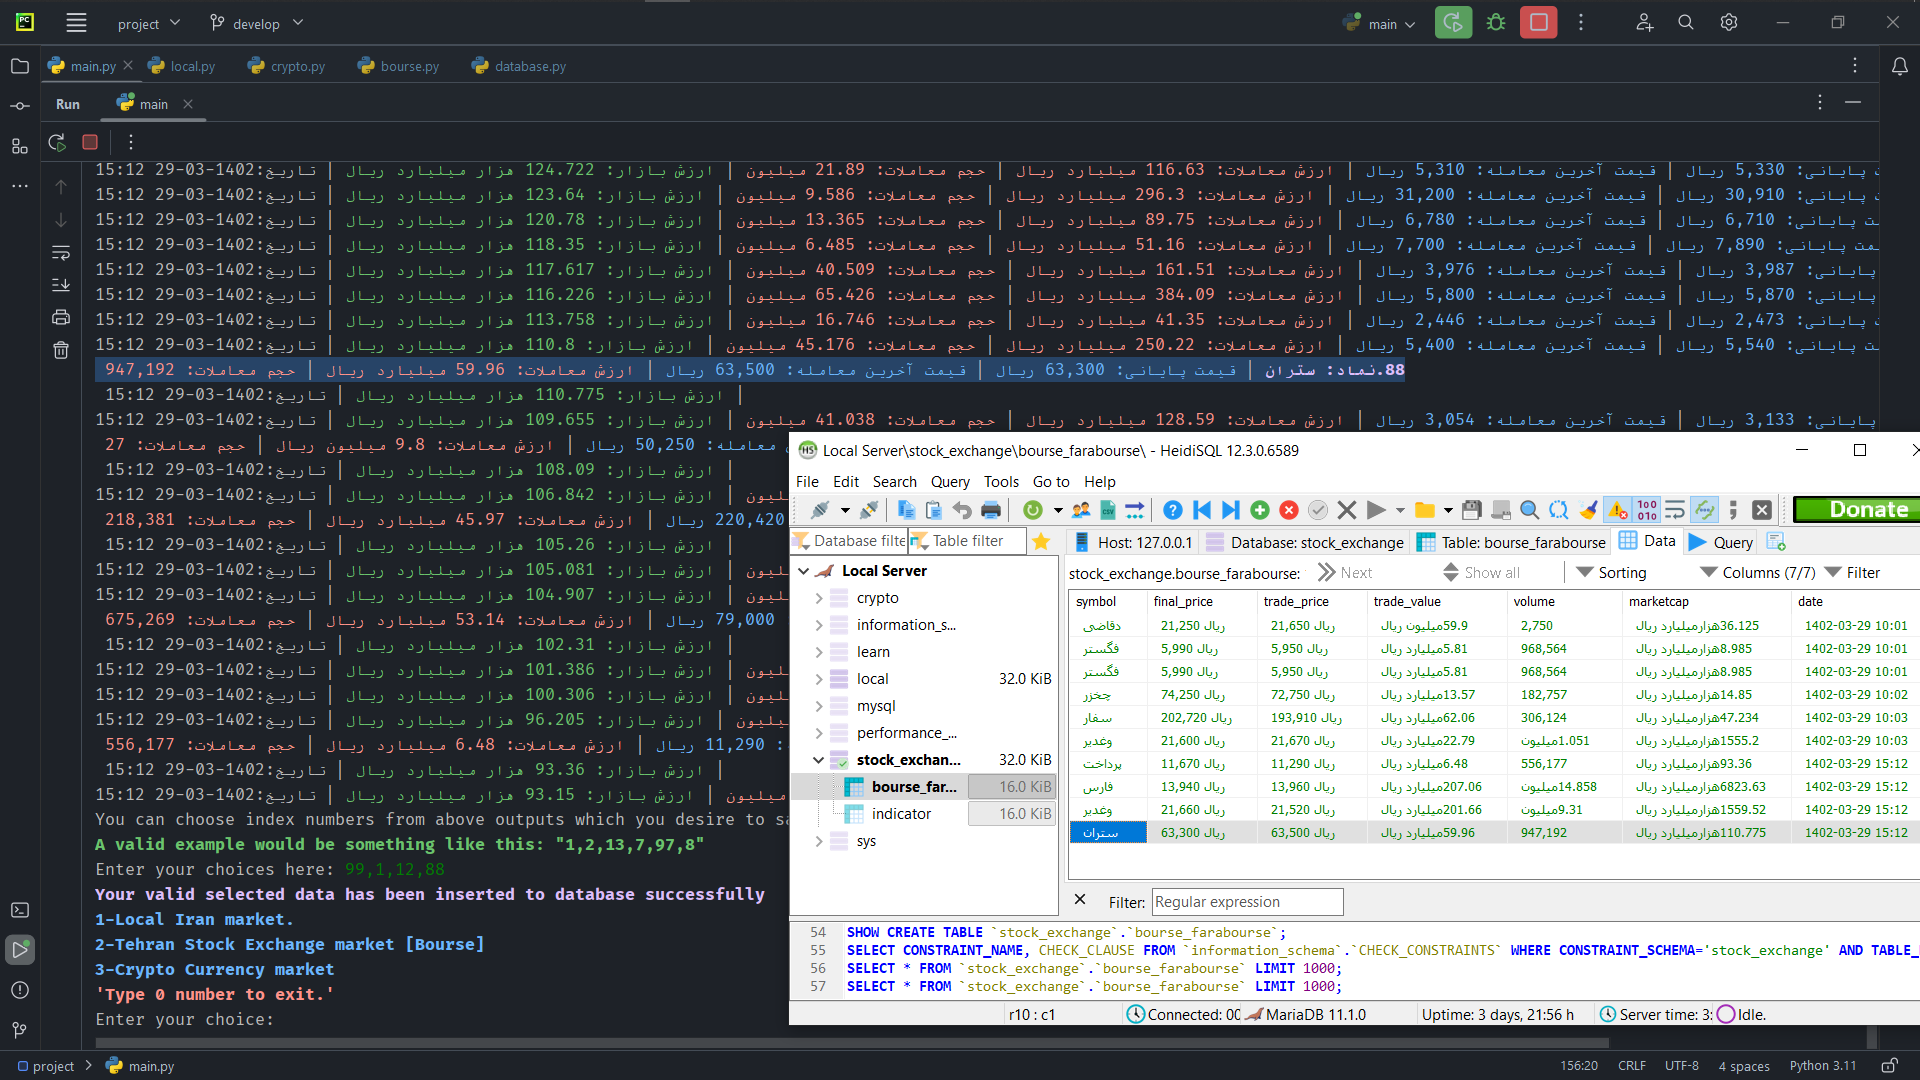 project
develop
main
main.py
local.py
crypto.py
bourse.py
database.py
Run
main
پایانی: 5,330 ریال | قیمت آخرین معامله: 5,310 ریال | ارزش معاملات: 116.63 میلیارد ریال | حجم معاملات: 21.89 میلیون | ارزش بازار: 124.722 هزار میلیارد ریال | تاریخ:1402-03-29 15:12
پایانی: 30,910 ریال | قیمت آخرین معامله: 31,200 ریال | ارزش معاملات: 296.3 میلیارد ریال | حجم معاملات: 9.586 میلیون | ارزش بازار: 123.64 هزار میلیارد ریال | تاریخ:1402-03-29 15:12
ت پایانی: 6,710 ریال | قیمت آخرین معامله: 6,780 ریال | ارزش معاملات: 89.75 میلیارد ریال | حجم معاملات: 13.365 میلیون | ارزش بازار: 120.78 هزار میلیارد ریال | تاریخ:1402-03-29 15:12
مت پایانی: 7,890 ریال | قیمت آخرین معامله: 7,700 ریال | ارزش معاملات: 51.16 میلیارد ریال | حجم معاملات: 6.485 میلیون | ارزش بازار: 118.35 هزار میلیارد ریال | تاریخ:1402-03-29 15:12
پایانی: 3,987 ریال | قیمت آخرین معامله: 3,976 ریال | ارزش معاملات: 161.51 میلیارد ریال | حجم معاملات: 40.509 میلیون | ارزش بازار: 117.617 هزار میلیارد ریال | تاریخ:1402-03-29 15:12
پایانی: 5,870 ریال | قیمت آخرین معامله: 5,800 ریال | ارزش معاملات: 384.09 میلیارد ریال | حجم معاملات: 65.426 میلیون | ارزش بازار: 116.226 هزار میلیارد ریال | تاریخ:1402-03-29 15:12
ت پایانی: 2,473 ریال | قیمت آخرین معامله: 2,446 ریال | ارزش معاملات: 41.35 میلیارد ریال | حجم معاملات: 16.746 میلیون | ارزش بازار: 113.758 هزار میلیارد ریال | تاریخ:1402-03-29 15:12
ت پایانی: 5,540 ریال | قیمت آخرین معامله: 5,400 ریال | ارزش معاملات: 250.22 میلیارد ریال | حجم معاملات: 45.176 میلیون | ارزش بازار: 110.8 هزار میلیارد ریال | تاریخ:1402-03-29 15:12
88.نماد: ستران | قیمت پایانی: 63,300 ریال | قیمت آخرین معامله: 63,500 ریال | ارزش معاملات: 59.96 میلیارد ریال | حجم معاملات: 947,192
| ارزش بازار: 110.775 هزار میلیارد ریال | تاریخ:1402-03-29 15:12
پایانی: 3,133 ریال | قیمت آخرین معامله: 3,054 ریال | ارزش معاملات: 128.59 میلیارد ریال | حجم معاملات: 41.038 میلیون | ارزش بازار: 109.655 هزار میلیارد ریال | تاریخ:1402-03-29 15:12
معامله: 50,250 ریال | ارزش معاملات: 9.8 میلیون ریال | حجم معاملات: 27
| ارزش بازار: 108.09 هزار میلیارد ریال | تاریخ:1402-03-29 15:12
میلیون | ارزش بازار: 106.842 هزار میلیارد ریال | تاریخ:1402-03-29 15:12
220,420 ریال | ارزش معاملات: 45.97 میلیارد ریال | حجم معاملات: 218,381
| ارزش بازار: 105.26 هزار میلیارد ریال | تاریخ:1402-03-29 15:12
یلیون | ارزش بازار: 105.081 هزار میلیارد ریال | تاریخ:1402-03-29 15:12
یلیون | ارزش بازار: 104.907 هزار میلیارد ریال | تاریخ:1402-03-29 15:12
79,000 ریال | ارزش معاملات: 53.14 میلیارد ریال | حجم معاملات: 675,269
| ارزش بازار: 102.31 هزار میلیارد ریال | تاریخ:1402-03-29 15:12
یلیون | ارزش بازار: 101.386 هزار میلیارد ریال | تاریخ:1402-03-29 15:12
یلیون | ارزش بازار: 100.306 هزار میلیارد ریال | تاریخ:1402-03-29 15:12
میلیون | ارزش بازار: 96.205 هزار میلیارد ریال | تاریخ:1402-03-29 15:12
: 11,290 ریال | ارزش معاملات: 6.48 میلیارد ریال | حجم معاملات: 556,177
| ارزش بازار: 93.36 هزار میلیارد ریال | تاریخ:1402-03-29 15:12
میلیون | ارزش بازار: 93.15 هزار میلیارد ریال | تاریخ:1402-03-29 15:12
You can choose index numbers from above outputs which you desire to sa
A valid example would be something like this: "1,2,13,7,97,8"
Enter your choices here: 99,1,12,88
Your valid selected data has been inserted to database successfully
1-Local Iran market.
2-Tehran Stock Exchange market [Bourse]
3-Crypto Currency market
'Type 0 number to exit.'
Enter your choice:
Local Server\stock_exchange\bourse_farabourse\ - HeidiSQL 12.3.0.6589
File Edit Search Query Tools Go to Help
Donate
Database filte
Table filter
Host: 127.0.0.1
Database: stock_exchange
Table: bourse_farabourse
Data
Query
Local Server
crypto
information_s...
learn
local 32.0 KiB
mysql
performance_...
stock_exchan... 32.0 KiB
bourse_far... 16.0 KiB
indicator 16.0 KiB
sys
stock_exchange.bourse_farabourse:
Next
Show all
Sorting
Columns (7/7)
Filter
symbol final_price trade_price trade_value volume marketcap date
دقاضی 21,250 ریال 21,650 ریال 59.9میلیون ریال 2,750 36.125هزارمیلیارد ریال 1402-03-29 10:01
فگستر 5,990 ریال 5,950 ریال 5.81میلیارد ریال 968,564 8.985هزارمیلیارد ریال 1402-03-29 10:01
فگستر 5,990 ریال 5,950 ریال 5.81میلیارد ریال 968,564 8.985هزارمیلیارد ریال 1402-03-29 10:01
چخزر 74,250 ریال 72,750 ریال 13.57میلیارد ریال 182,757 14.85هزارمیلیارد ریال 1402-03-29 10:02
سفار 202,720 ریال 193,910 ریال 62.06میلیارد ریال 306,124 47.234هزارمیلیارد ریال 1402-03-29 10:03
وغدیر 21,600 ریال 21,670 ریال 22.79میلیارد ریال 1.051میلیون 1555.2هزارمیلیارد ریال 1402-03-29 10:03
پرداخت 11,670 ریال 11,290 ریال 6.48میلیارد ریال 556,177 93.36هزارمیلیارد ریال 1402-03-29 15:12
فارس 13,940 ریال 13,960 ریال 207.06میلیارد ریال 14.858میلیون 6823.63هزارمیلیارد ریال 1402-03-29 15:12
وغدیر 21,660 ریال 21,520 ریال 201.66میلیارد ریال 9.31میلیون 1559.52هزارمیلیارد ریال 1402-03-29 15:12
ستران 63,300 ریال 63,500 ریال 59.96میلیارد ریال 947,192 110.775هزارمیلیارد ریال 1402-03-29 15:12
Filter: Regular expression
54 SHOW CREATE TABLE `stock_exchange`.`bourse_farabourse`;
55 SELECT CONSTRAINT_NAME, CHECK_CLAUSE FROM `information_schema`.`CHECK_CONSTRAINTS` WHERE CONSTRAINT_SCHEMA='stock_exchange' AND TABLE_
56 SELECT * FROM `stock_exchange`.`bourse_farabourse` LIMIT 1000;
57 SELECT * FROM `stock_exchange`.`bourse_farabourse` LIMIT 1000;
r10 : c1
Connected: 00
MariaDB 11.1.0
Uptime: 3 days, 21:56 h
Server time: 3:
Idle.
project
main.py
156:20 CRLF UTF-8 4 spaces Python 3.11